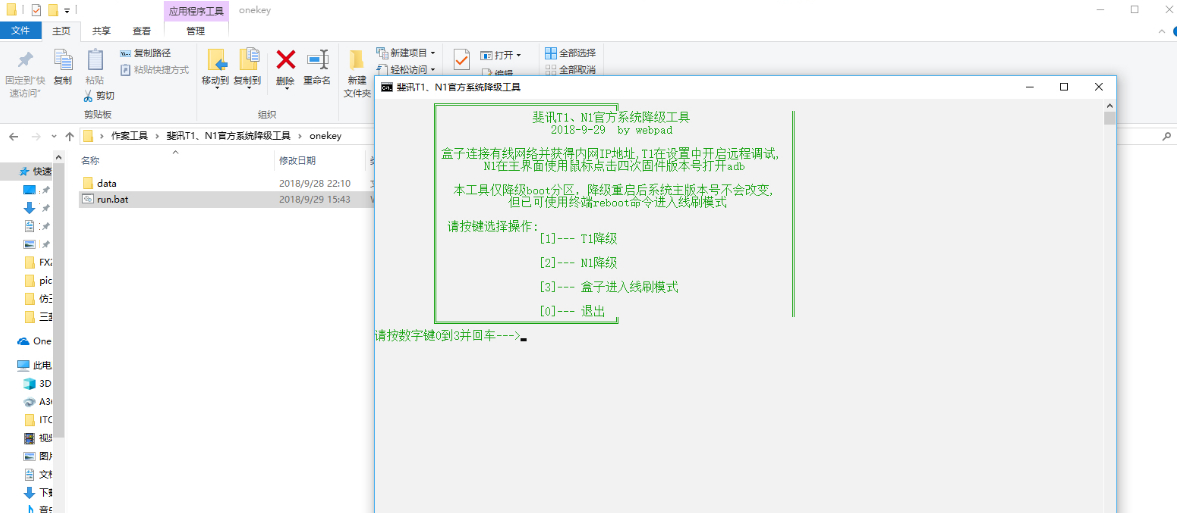 应用程序工具
onekey
文件
主页
共享
查看
管理
固定到"快
速访问"
复制
粘贴
复制路径
粘贴快捷方式
剪切
剪贴板
移动到
复制到
删除
重命名
组织
新建
文件夹
新建项目
轻松访问
打开
编辑
全部选择
全部取消
作案工具 > 斐讯T1、N1官方系统降级工具 > onekey
名称
修改日期
data
2018/9/28 22:10
run.bat
2018/9/29 15:43
快速
FX2
pic
仿三
One
此电
3D
ITC
视频
图片
文档
下载
音乐
斐讯T1、N1官方系统降级工具
斐讯T1、N1官方系统降级工具
2018-9-29 by webpad
盒子连接有线网络并获得内网IP地址,T1在设置中开启远程调试,
N1在主界面使用鼠标点击四次固件版本号打开adb
本工具仅降级boot分区, 降级重启后系统主版本号不会改变,
但已可使用终端reboot命令进入线刷模式
请按键选择操作:
[1]--- T1降级
[2]--- N1降级
[3]--- 盒子进入线刷模式
[0]--- 退出
请按数字键0到3并回车--->